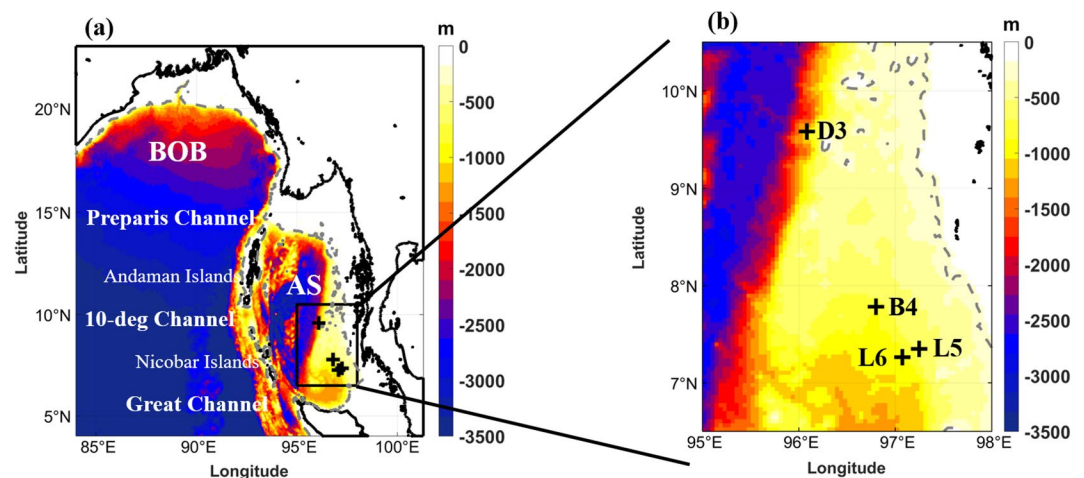 (a)
m
0
-500
-1000
-1500
-2000
-2500
-3000
-3500
20°N
15°N
10°N
5°N
Latitude
BOB
Preparis Channel
Andaman Islands
AS
10-deg Channel
Nicobar Islands
Great Channel
85°E 90°E 95°E 100°E
Longitude
(b)
m
0
-500
-1000
-1500
-2000
-2500
-3000
-3500
10°N
9°N
8°N
7°N
Latitude
D3
B4
L5
L6
95°E 96°E 97°E 98°E
Longitude